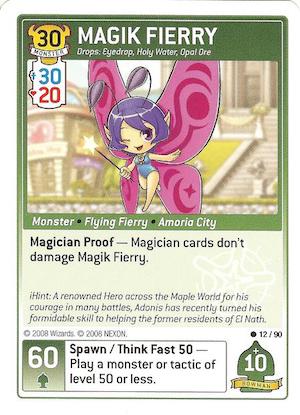 30
MONSTER
MAGIK FIERRY
Drops: Eyedrop, Holy Water, Opal Ore
30
20
Monster • Flying Fierry • Amoria City
Magician Proof — Magician cards don't
damage Magik Fierry.
iHint: A renowned Hero across the Maple World for his
courage in many battles, Adonis has recently turned his
formidable skill to helping the former residents of El Nath.
© 2008 Wizards. © 2008 NEXON.
12 / 90
60
Spawn / Think Fast 50 —
Play a monster or tactic of
level 50 or less.
+
10
BOWMAN